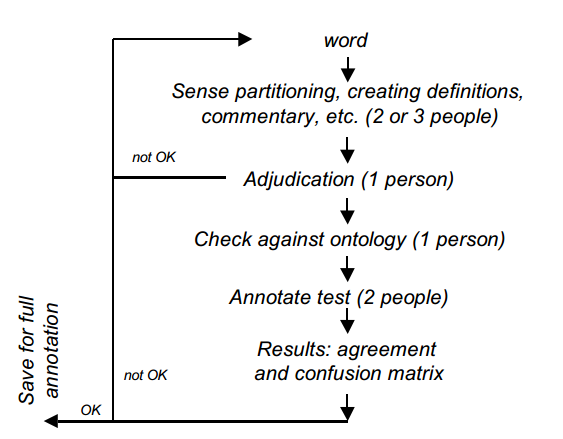 word
Sense partitioning, creating definitions,
commentary, etc. (2 or 3 people)
not OK
Adjudication (1 person)
Check against ontology (1 person)
Annotate test (2 people)
Results: agreement
and confusion matrix
not OK
OK
Save for full
annotation